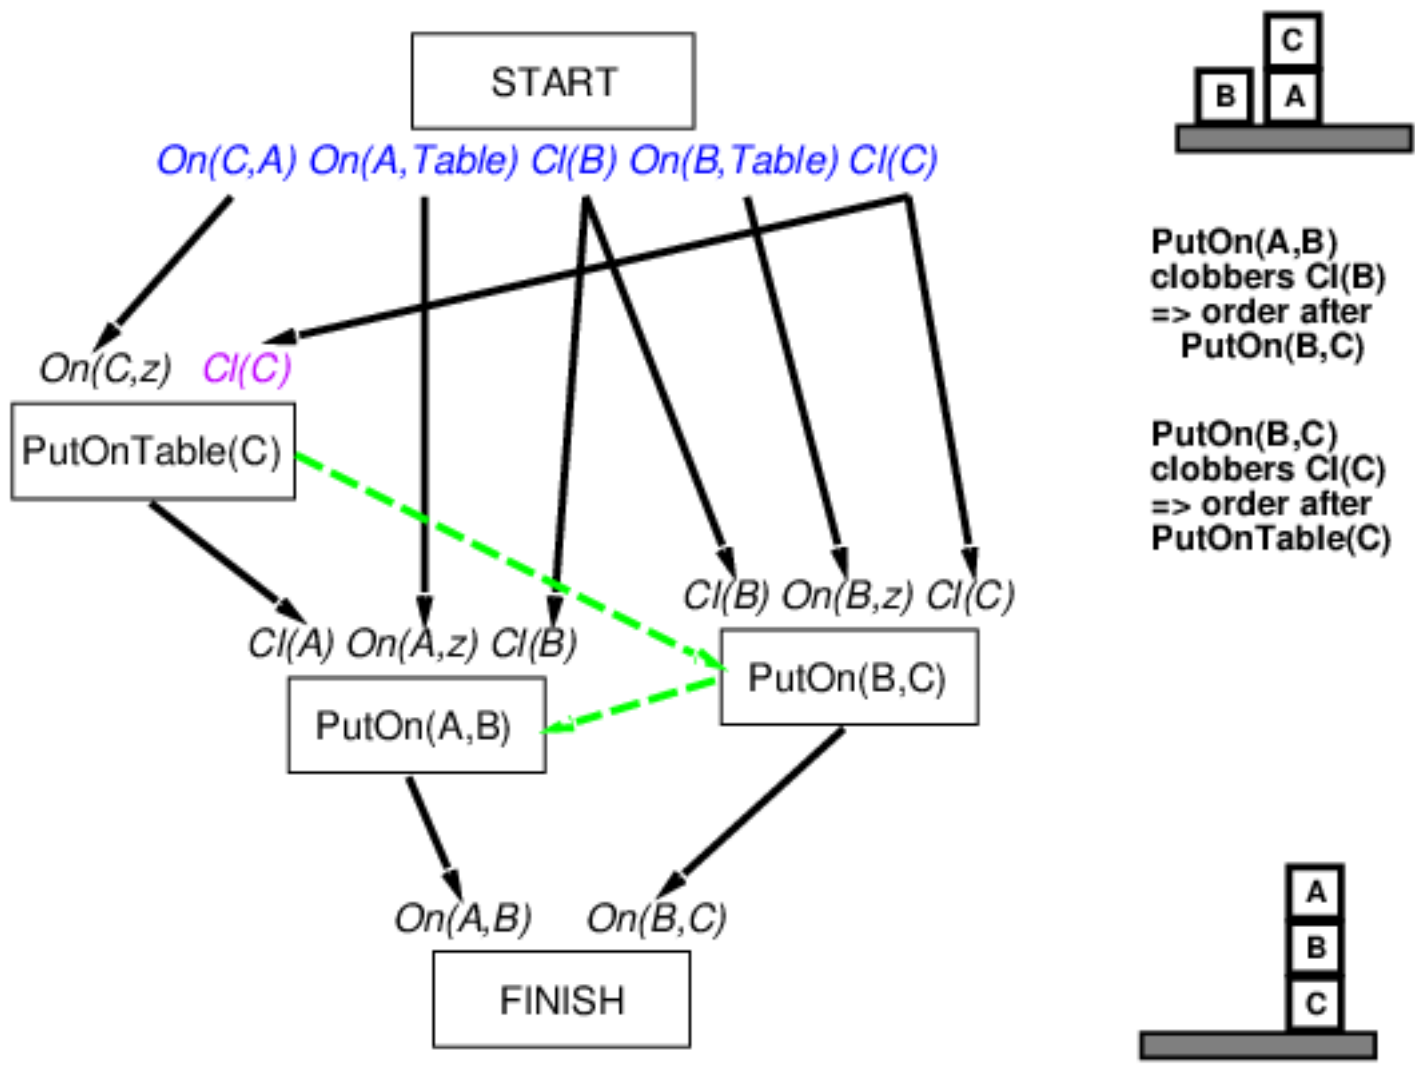 START
On(C,A) On(A,Table) Cl(B) On(B,Table) Cl(C)
On(C,z) Cl(C)
PutOnTable(C)
Cl(B) On(B,z) Cl(C)
PutOn(B,C)
Cl(A) On(A,z) Cl(B)
PutOn(A,B)
On(A,B) On(B,C)
FINISH
C
B A
PutOn(A,B)
clobbers Cl(B)
=> order after
PutOn(B,C)
PutOn(B,C)
clobbers Cl(C)
=> order after
PutOnTable(C)
A
B
C